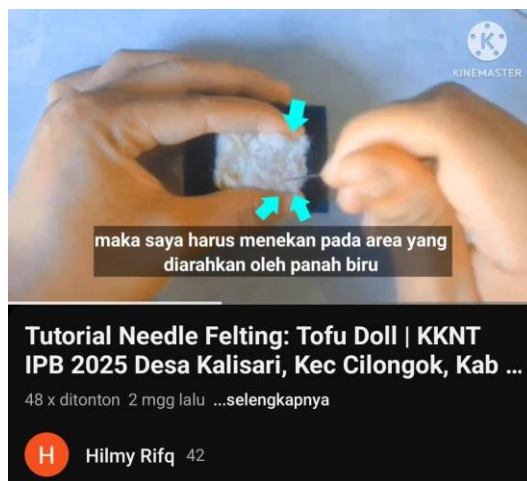 K
KINEMASTER
maka saya harus menekan pada area yang
diarahkan oleh panah biru
Tutorial Needle Felting: Tofu Doll | KKNT
IPB 2025 Desa Kalisari, Kec Cilongok, Kab ...
48 x ditonton 2 mgg lalu ...selengkapnya
H Hilmy Rifq 42